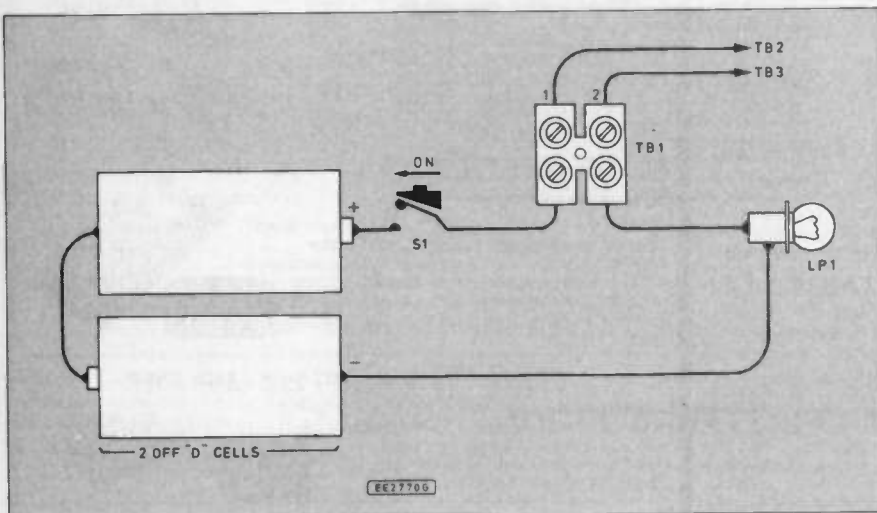 TB2
TB3
1 2
TB1
ON
+
S1
LP1
-
2 OFF "D" CELLS
EE2770G